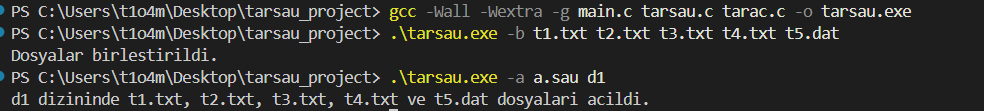 PS C:\Users\t1o4m\Desktop\tarsau_project> gcc -Wall -Wextra -g main.c tarsau.c tarac.c -o tarsau.exe
PS C:\Users\t1o4m\Desktop\tarsau_project> .\tarsau.exe -b t1.txt t2.txt t3.txt t4.txt t5.dat
Dosyalar birlestirildi.
PS C:\Users\t1o4m\Desktop\tarsau_project> .\tarsau.exe -a a.sau d1
d1 dizininde t1.txt, t2.txt, t3.txt, t4.txt ve t5.dat dosyalari acildi.